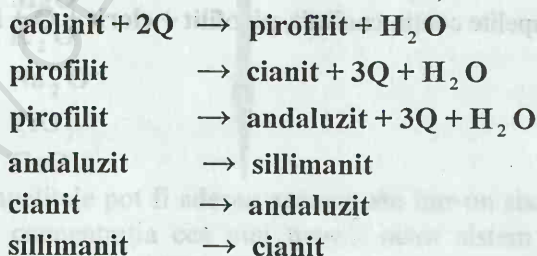 caolinit + 2Q → pirofilit + H₂O
pirofilit → cianit + 3Q + H₂O
pirofilit → andaluzit + 3Q + H₂O
andaluzit → sillimanit
cianit → andaluzit
sillimanit → cianit